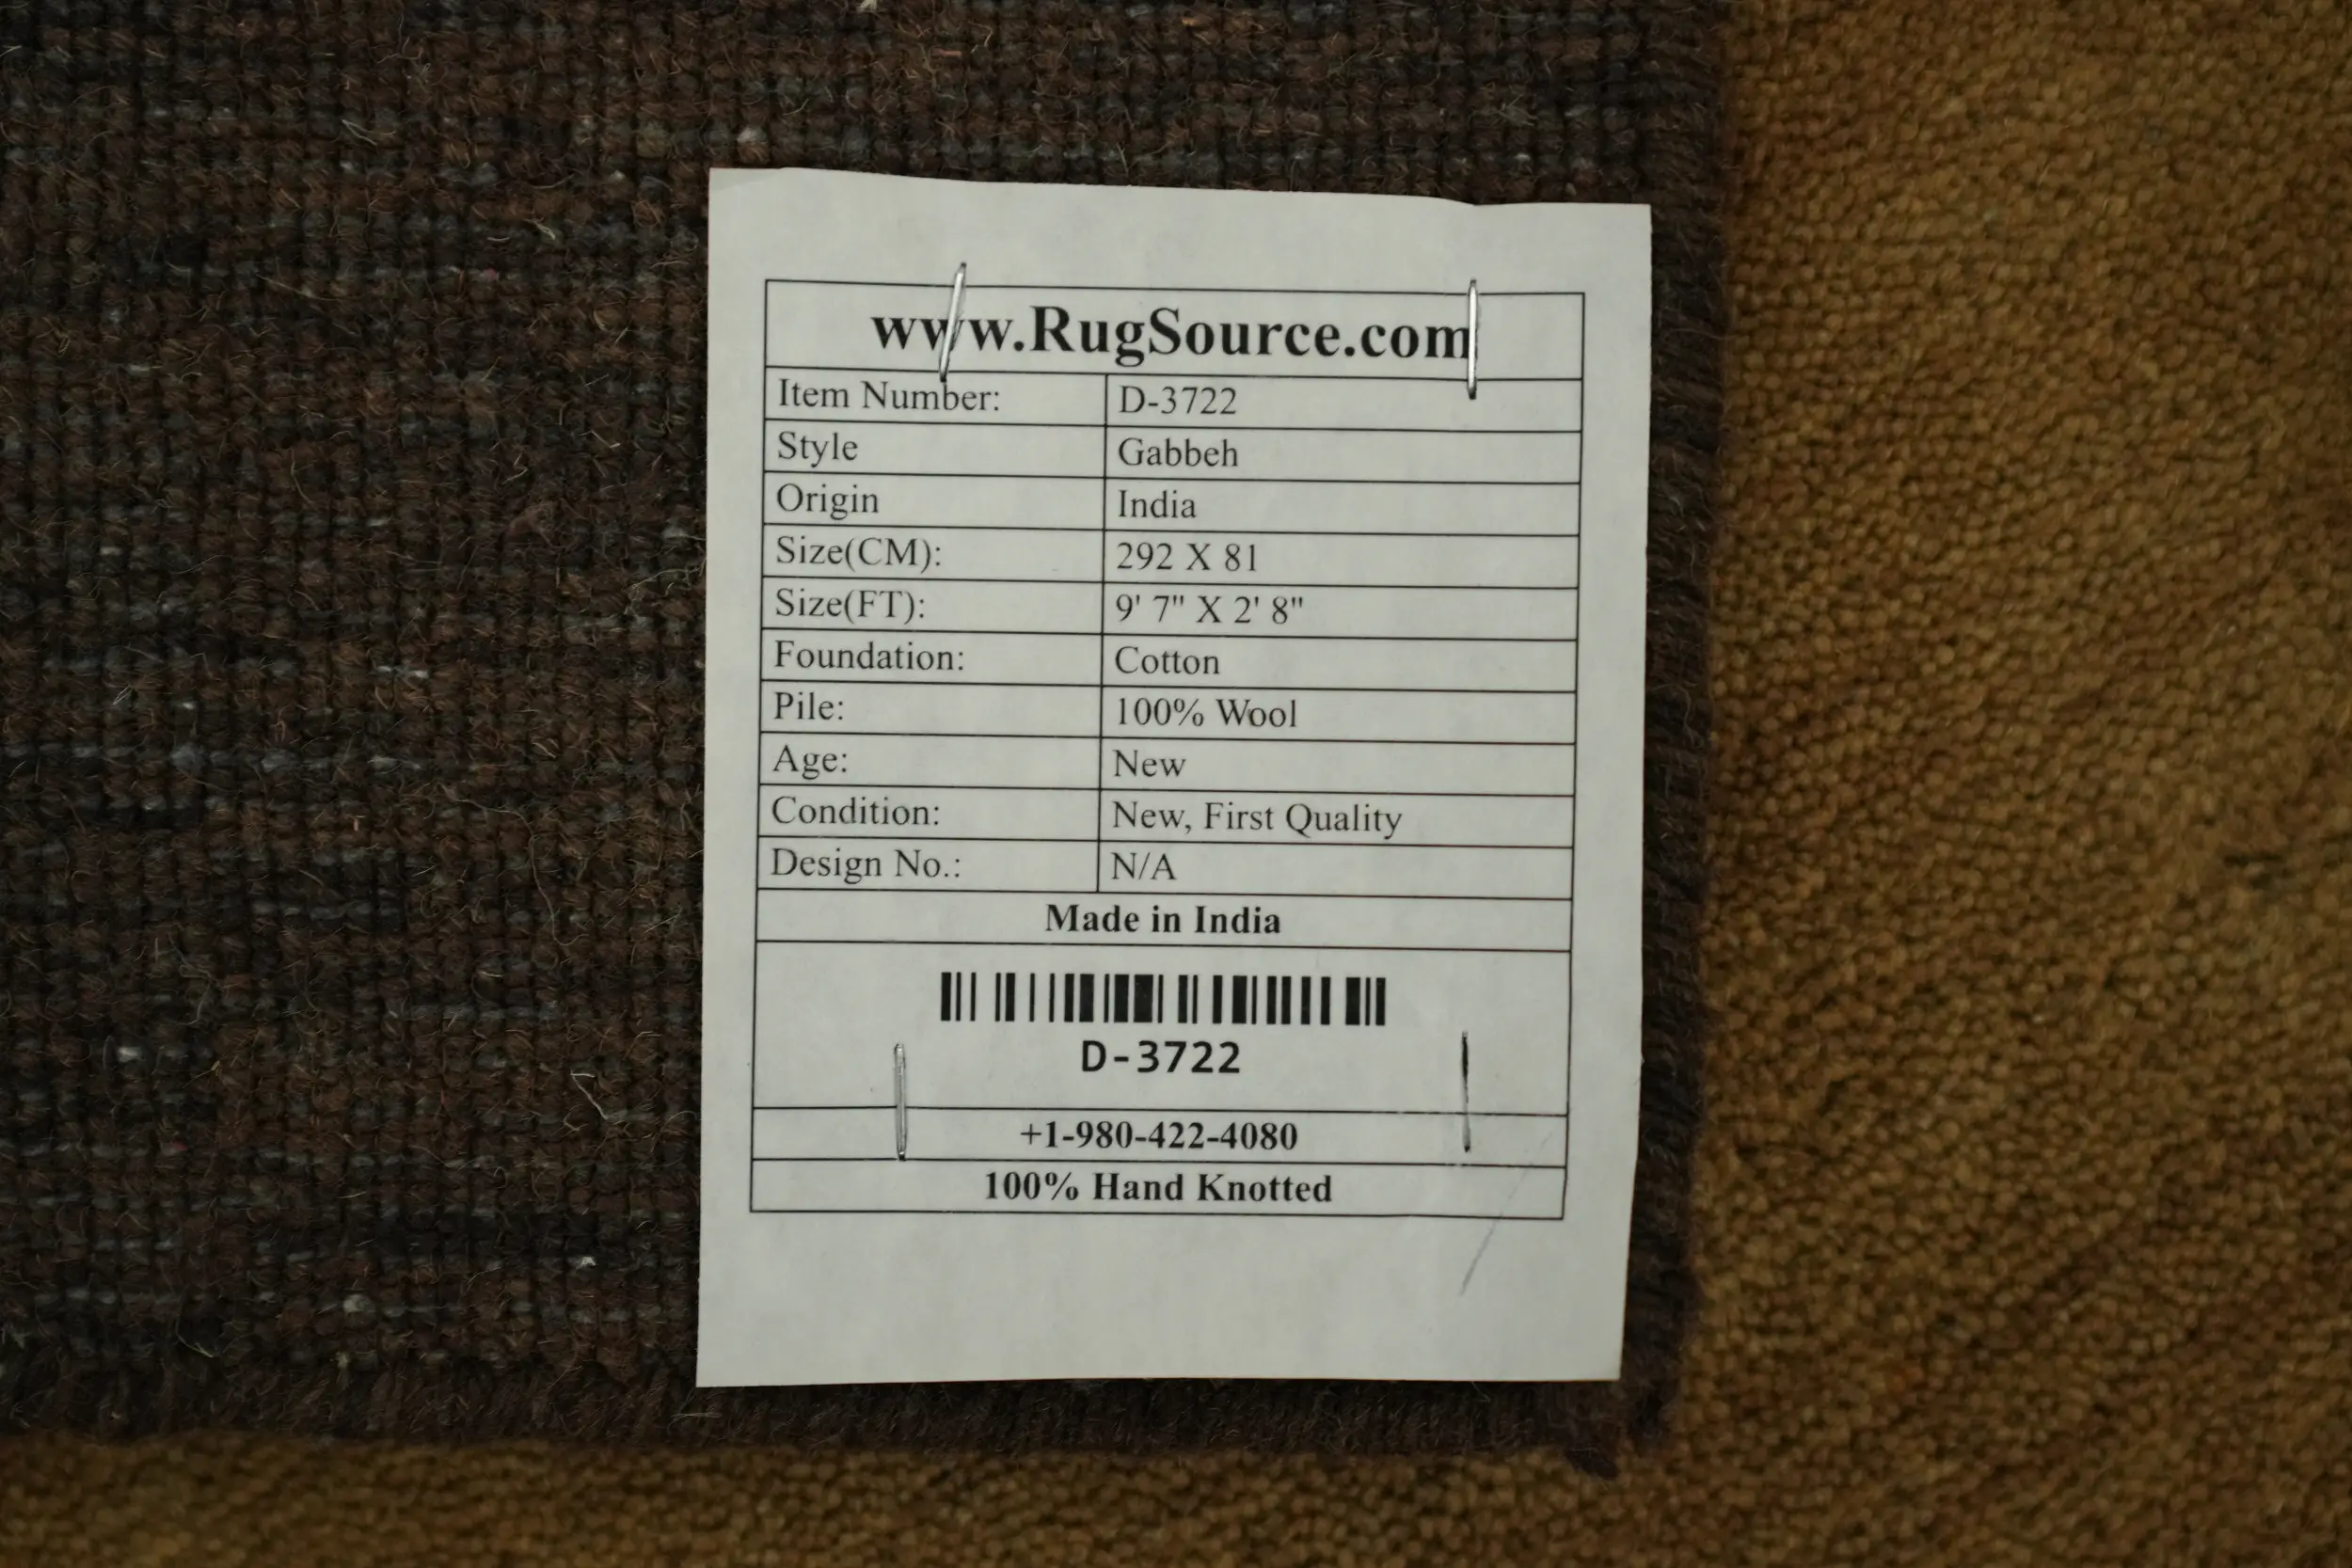 www.RugSource.com
Item Number: D-3722
Style Gabbeh
Origin India
Size(CM): 292 X 81
Size(FT): 9' 7" X 2' 8"
Foundation: Cotton
Pile: 100% Wool
Age: New
Condition: New, First Quality
Design No.: N/A
Made in India
D-3722
+1-980-422-4080
100% Hand Knotted